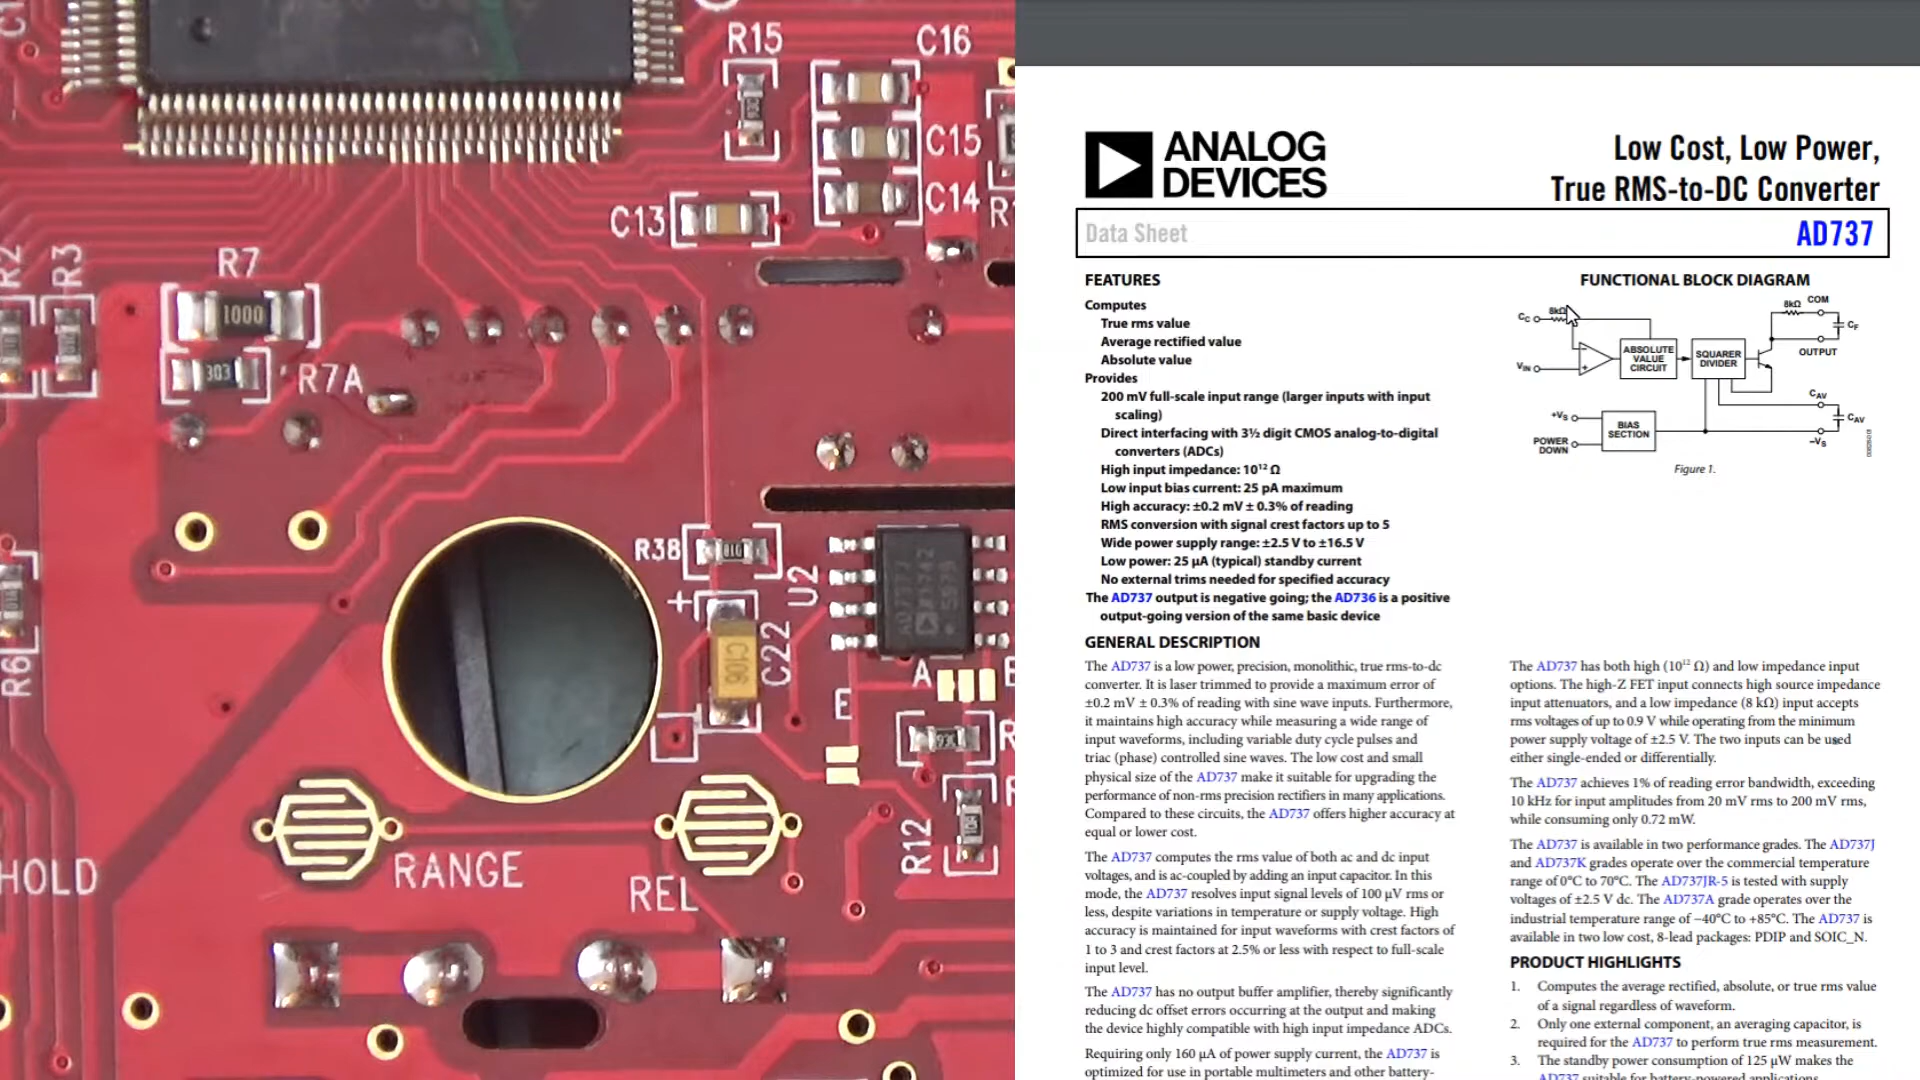 R15
C16
C15
C14
C13
R2
R3
R7
1000
303
R7A
R38
+
C106
C22
U2
A
E
R6
R12
HOLD
RANGE
REL
ANALOG
DEVICES
Low Cost, Low Power,
True RMS-to-DC Converter
Data Sheet
AD737
FEATURES
Computes
True rms value
Average rectified value
Absolute value
Provides
200 mV full-scale input range (larger inputs with input
scaling)
Direct interfacing with 3½ digit CMOS analog-to-digital
converters (ADCs)
High input impedance: 10¹² Ω
Low input bias current: 25 pA maximum
High accuracy: ±0.2 mV ± 0.3% of reading
RMS conversion with signal crest factors up to 5
Wide power supply range: ±2.5 V to ±16.5 V
Low power: 25 µA (typical) standby current
No external trims needed for specified accuracy
The AD737 output is negative going; the AD736 is a positive
output-going version of the same basic device
GENERAL DESCRIPTION
The AD737 is a low power, precision, monolithic, true rms-to-dc
converter. It is laser trimmed to provide a maximum error of
±0.2 mV ± 0.3% of reading with sine wave inputs. Furthermore,
it maintains high accuracy while measuring a wide range of
input waveforms, including variable duty cycle pulses and
triac (phase) controlled sine waves. The low cost and small
physical size of the AD737 make it suitable for upgrading the
performance of non-rms precision rectifiers in many applications.
Compared to these circuits, the AD737 offers higher accuracy at
equal or lower cost.
The AD737 computes the rms value of both ac and dc input
voltages, and is ac-coupled by adding an input capacitor. In this
mode, the AD737 resolves input signal levels of 100 µV rms or
less, despite variations in temperature or supply voltage. High
accuracy is maintained for input waveforms with crest factors of
1 to 3 and crest factors at 2.5% or less with respect to full-scale
input level.
The AD737 has no output buffer amplifier, thereby significantly
reducing dc offset errors occurring at the output and making
the device highly compatible with high input impedance ADCs.
Requiring only 160 µA of power supply current, the AD737 is
optimized for use in portable multimeters and other battery-
FUNCTIONAL BLOCK DIAGRAM
8kΩ
COM
CC
8kΩ
CF
ABSOLUTE
VALUE
CIRCUIT
SQUARER
DIVIDER
OUTPUT
VIN
CAV
+VS
BIAS
SECTION
CAV
POWER
DOWN
–VS
Figure 1.
The AD737 has both high (10¹² Ω) and low impedance input
options. The high-Z FET input connects high source impedance
input attenuators, and a low impedance (8 kΩ) input accepts
rms voltages of up to 0.9 V while operating from the minimum
power supply voltage of ±2.5 V. The two inputs can be used
either single-ended or differentially.
The AD737 achieves 1% of reading error bandwidth, exceeding
10 kHz for input amplitudes from 20 mV rms to 200 mV rms,
while consuming only 0.72 mW.
The AD737 is available in two performance grades. The AD737J
and AD737K grades operate over the commercial temperature
range of 0°C to 70°C. The AD737JR-5 is tested with supply
voltages of ±2.5 V dc. The AD737A grade operates over the
industrial temperature range of −40°C to +85°C. The AD737 is
available in two low cost, 8-lead packages: PDIP and SOIC_N.
PRODUCT HIGHLIGHTS
1. Computes the average rectified, absolute, or true rms value
of a signal regardless of waveform.
2. Only one external component, an averaging capacitor, is
required for the AD737 to perform true rms measurement.
3. The standby power consumption of 125 µW makes the
AD737 suitable for battery-powered applications.